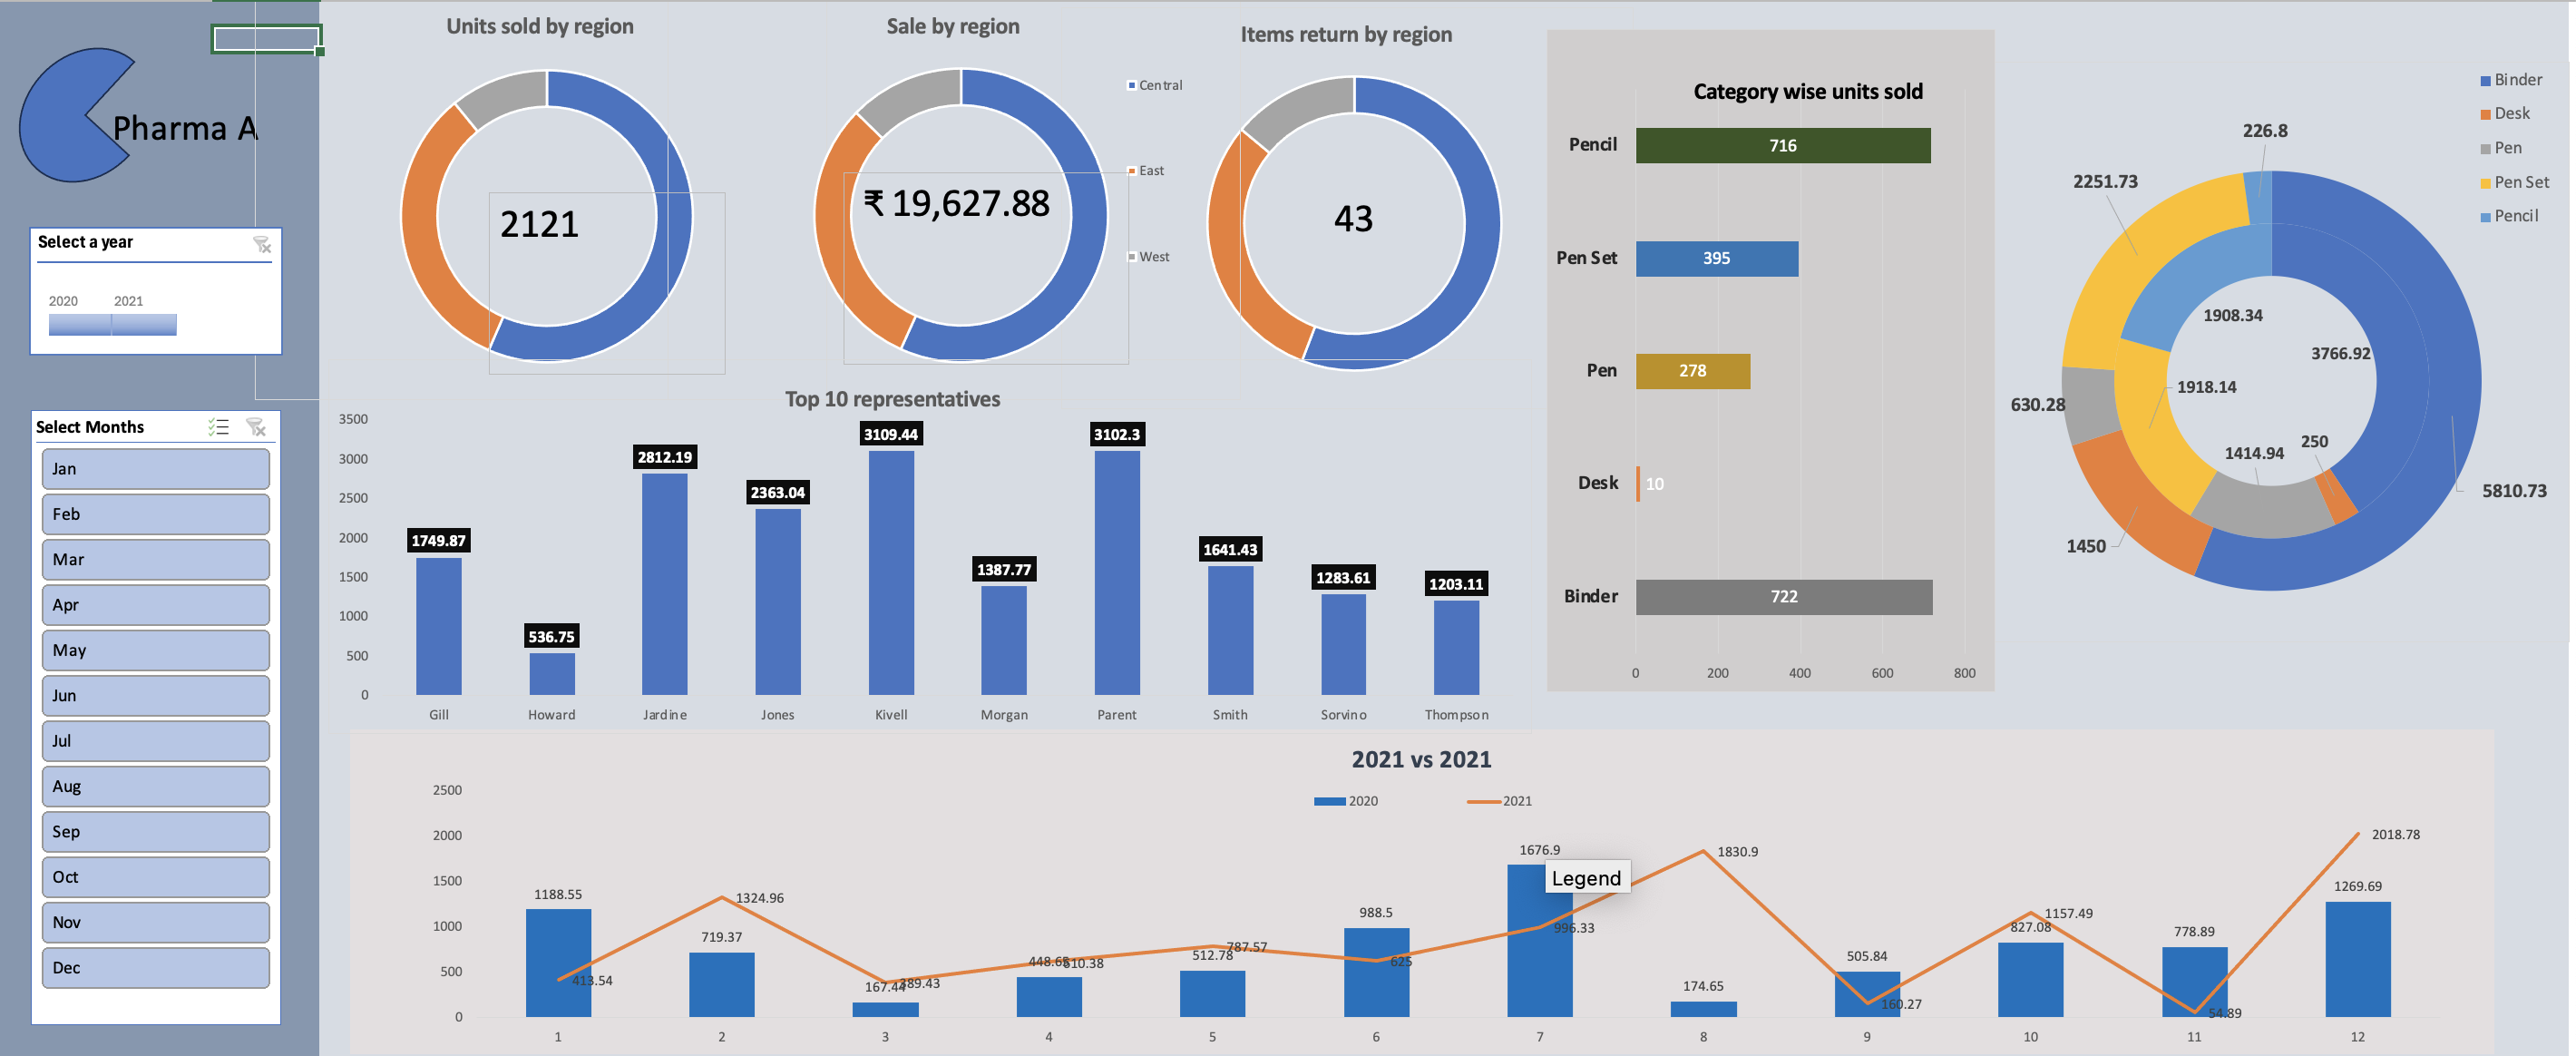 Pharma A
Select a year
2020 2021
Select Months
Jan
Feb
Mar
Apr
May
Jun
Jul
Aug
Sep
Oct
Nov
Dec
Units sold by region
2121
Sale by region
₹ 19,627.88
Central
East
West
Items return by region
43
Top 10 representatives
3500
3000
2500
2000
1500
1000
500
0
1749.87
536.75
2812.19
2363.04
3109.44
1387.77
3102.3
1641.43
1283.61
1203.11
Gill Howard Jardine Jones Kivell Morgan Parent Smith Sorvino Thompson
Category wise units sold
Pencil 716
Pen Set 395
Pen 278
Desk 10
Binder 722
0 200 400 600 800
Binder
Desk
Pen
Pen Set
Pencil
226.8
2251.73
1908.34
3766.92
1918.14
630.28
250
1414.94
5810.73
1450
2021 vs 2021
2020 2021
2500
2000
1500
1000
500
0
1188.55
413.54
719.37
1324.96
167.44
389.43
448.65
610.38
512.78
787.57
988.5
625
1676.9
Legend
996.33
174.65
1830.9
505.84
160.27
827.08
1157.49
778.89
54.89
1269.69
2018.78
1 2 3 4 5 6 7 8 9 10 11 12